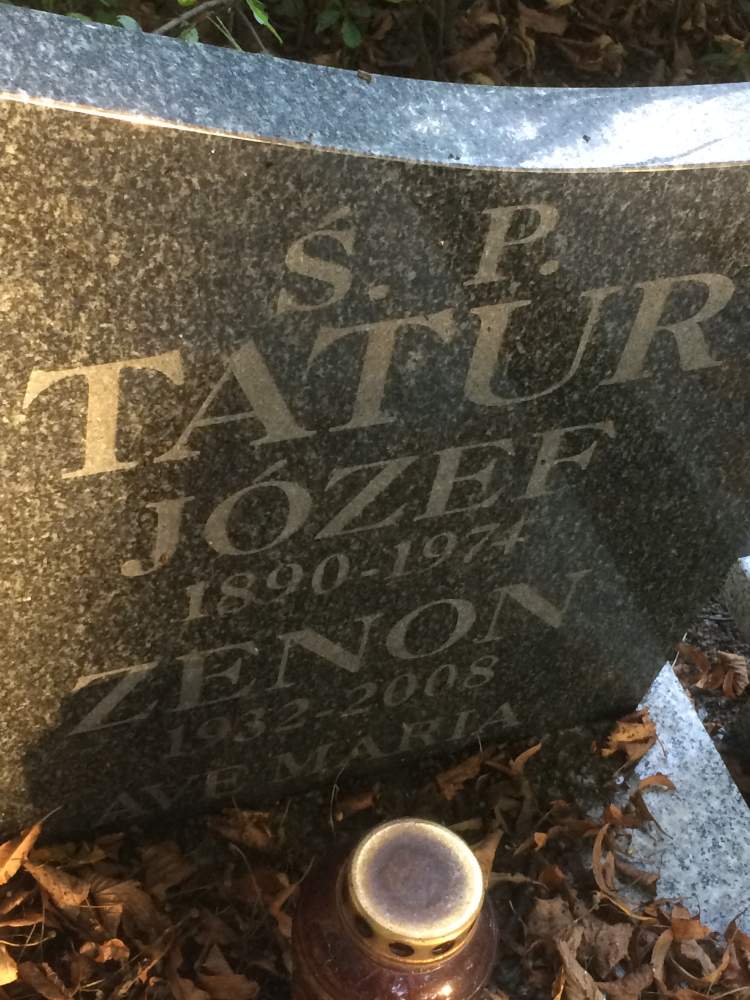 Ś. P.
TATUR
JÓZEF
1890-1974
ZENON
1932-2008
AVE MARIA